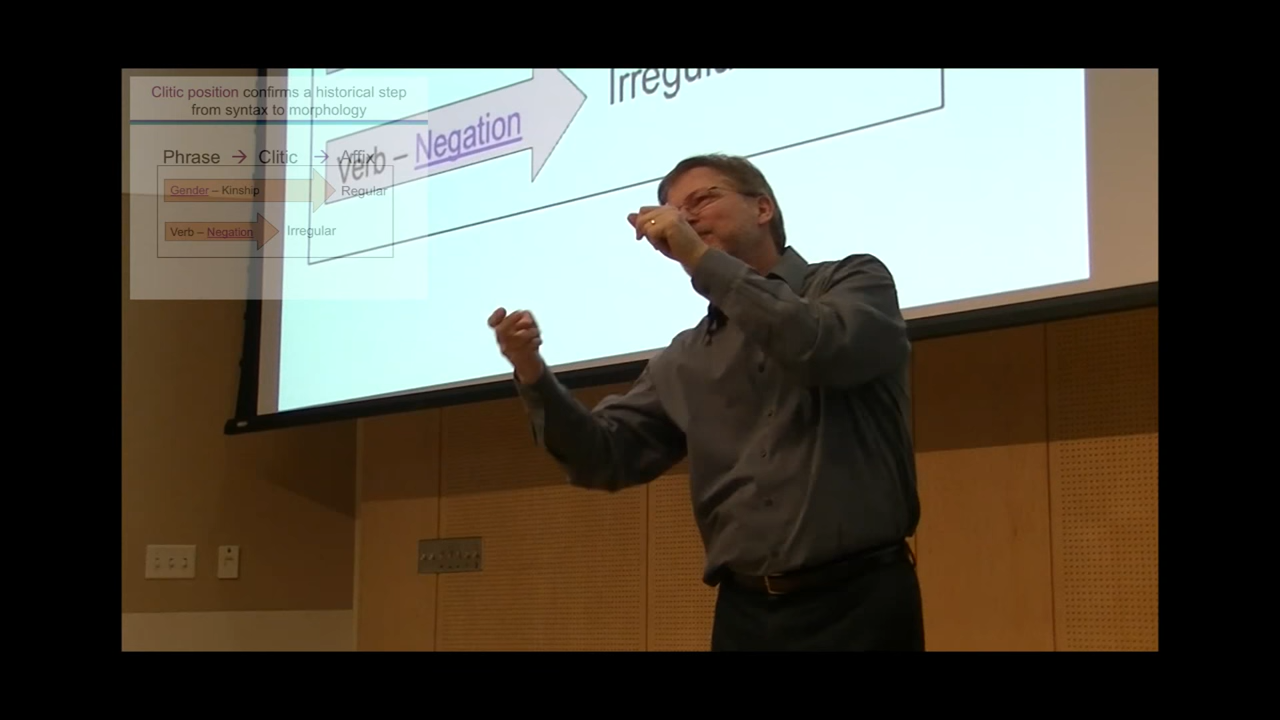 Clitic position confirms a historical step
from syntax to morphology
Phrase → Clitic → Affix
Gender – Kinship
Regular
Verb – Negation
Irregular
Irregular
Verb – Negation